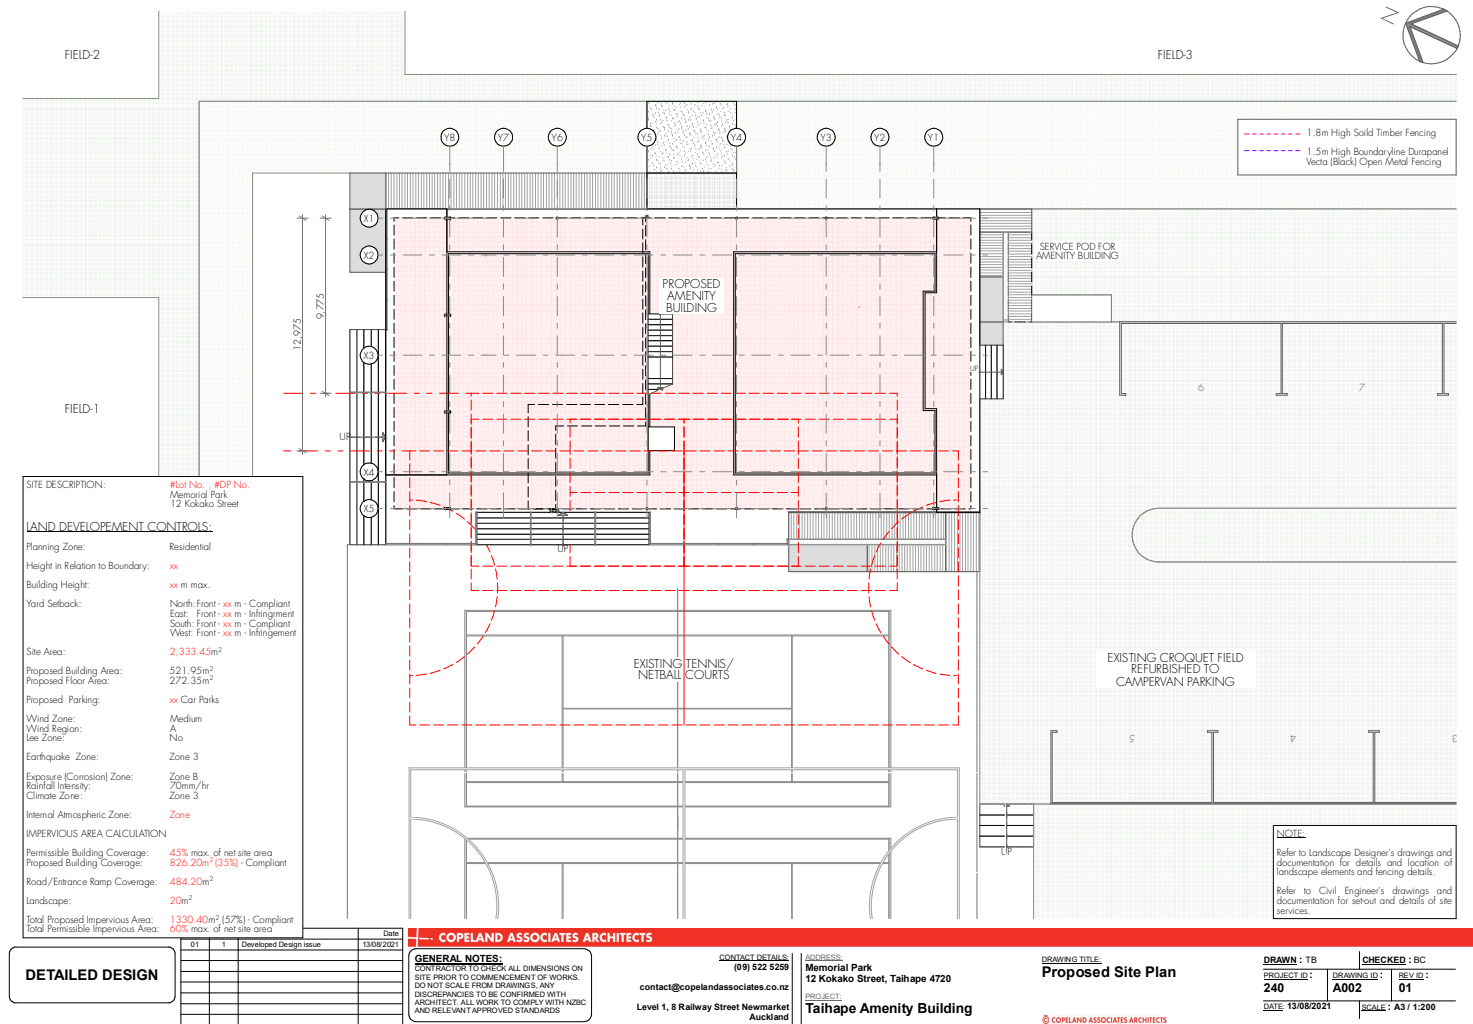 FIELD-2
FIELD-3
N
Y8
Y7
Y6
Y5
Y4
Y3
Y2
Y1
1.8m High Soild Timber Fencing
1.5m High Boundaryline Durapanel
Vecta (Black) Open Metal Fencing
X1
X2
X3
X4
X5
SERVICE POD FOR
AMENITY BUILDING
PROPOSED
AMENITY
BUILDING
9,775
12,975
FIELD-1
UP
UP
UP
UP
6
7
5
4
3
EXISTING TENNIS/
NETBALL COURTS
EXISTING CROQUET FIELD
REFURBISHED TO
CAMPERVAN PARKING
SITE DESCRIPTION: #Lot No. , #DP No.
Memorial Park
12 Kokako Street
LAND DEVELOPEMENT CONTROLS:
Planning Zone: Residential
Height in Relation to Boundary: xx
Building Height: xx m max.
Yard Setback: North: Front - xx m - Compliant
East: Front - xx m - Infringment
South: Front - xx m - Compliant
West: Front - xx m - Infringement
Site Area: 2,333.45m²
Proposed Building Area: 521.95m²
Proposed Floor Area: 272.35m²
Proposed Parking: xx Car Parks
Wind Zone: Medium
Wind Region: A
Lee Zone: No
Earthquake Zone: Zone 3
Exposure (Corrosion) Zone: Zone B
Rainfall Intensity: 70mm/hr
Climate Zone: Zone 3
Internal Atmospheric Zone: Zone
IMPERVIOUS AREA CALCULATION
Permissible Building Coverage: 45% max. of net site area
Proposed Building Coverage: 826.20m² (35%) - Compliant
Road/Entrance Ramp Coverage: 484.20m²
Landscape: 20m²
Total Proposed Impervious Area: 1330.40m² (57%) - Compliant
Total Permissible Impervious Area: 60% max. of net site area
NOTE:
Refer to Landscape Designer's drawings and
documentation for details and location of
landscape elements and fencing details.
Refer to Civil Engineer's drawings and
documentation for set-out and details of site
services.
DETAILED DESIGN
Date
01 1 Developed Design issue 13/08/2021
COPELAND ASSOCIATES ARCHITECTS
GENERAL NOTES:
CONTRACTOR TO CHECK ALL DIMENSIONS ON
SITE PRIOR TO COMMENCEMENT OF WORKS.
DO NOT SCALE FROM DRAWINGS, ANY
DISCREPANCIES TO BE CONFIRMED WITH
ARCHITECT. ALL WORK TO COMPLY WITH NZBC
AND RELEVANT APPROVED STANDARDS
CONTACT DETAILS:
(09) 522 5259
contact@copelandassociates.co.nz
Level 1, 8 Railway Street Newmarket
Auckland
ADDRESS:
Memorial Park
12 Kokako Street, Taihape 4720
PROJECT:
Taihape Amenity Building
DRAWING TITLE:
Proposed Site Plan
© COPELAND ASSOCIATES ARCHITECTS
DRAWN : TB
CHECKED : BC
PROJECT ID :
240
DRAWING ID :
A002
REV ID :
01
DATE: 13/08/2021
SCALE : A3 / 1:200